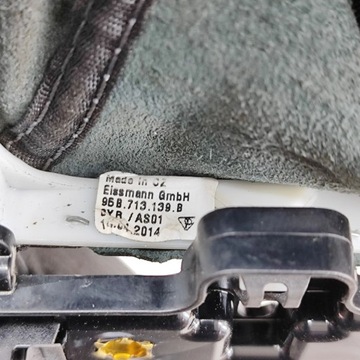 Made in CZ
Eissmann GmbH
95B.713.139.B
/AS01
2014